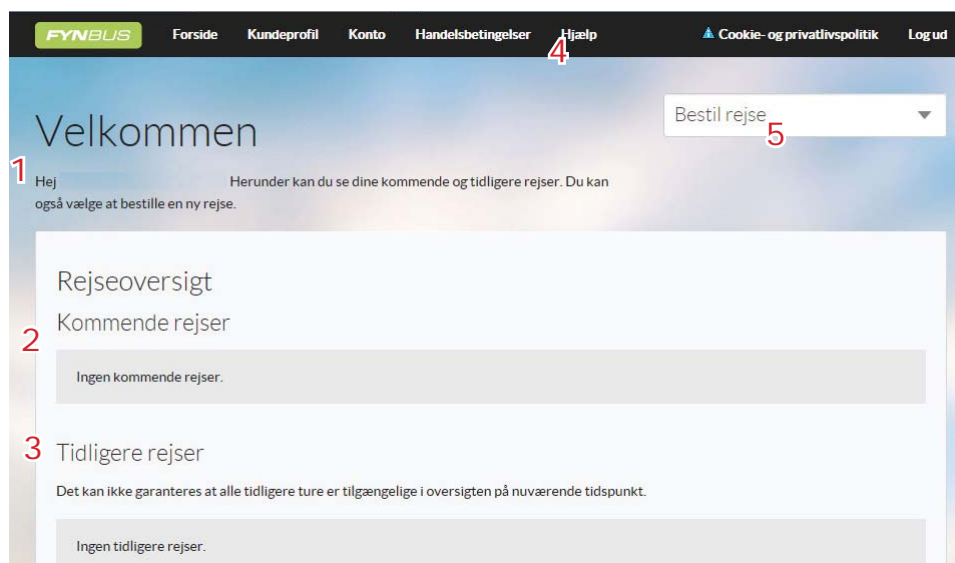 FYNBUS Forside Kundeprofil Konto Handelsbetingelser Hjælp Cookie- og privatlivspolitik Log ud
4
Bestil rejse
5
Velkommen
1
Hej Herunder kan du se dine kommende og tidligere rejser. Du kan
også vælge at bestille en ny rejse.
Rejseoversigt
Kommende rejser
2
Ingen kommende rejser.
3
Tidligere rejser
Det kan ikke garanteres at alle tidligere ture er tilgængelige i oversigten på nuværende tidspunkt.
Ingen tidligere rejser.